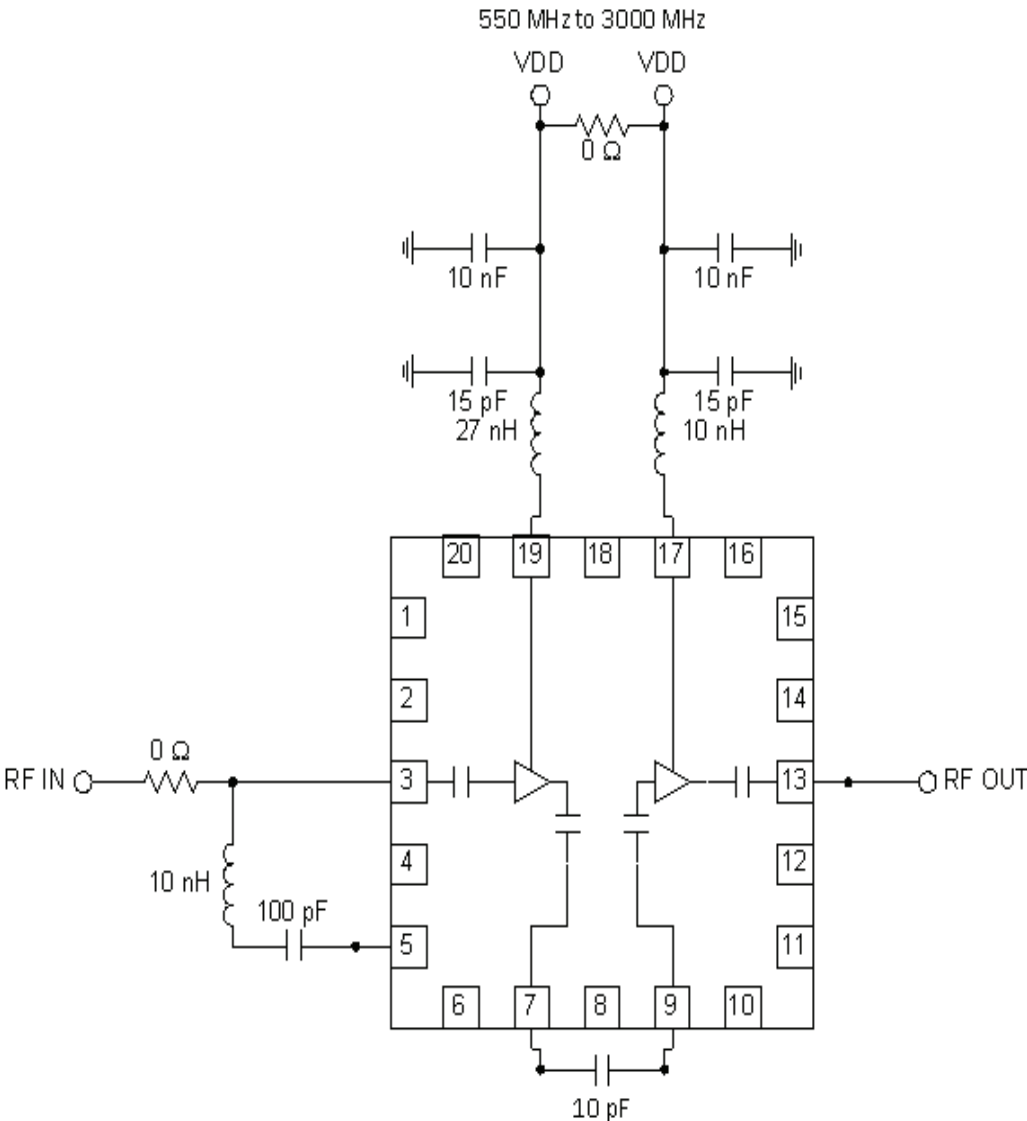 550 MHz to 3000 MHz
VDD VDD
0 Ω
10 nF 10 nF
15 pF 15 pF
27 nH 10 nH
20 19 18 17 16
1 15
2 14
0 Ω
RF IN 3 13 RF OUT
4 12
10 nH
100 pF
5 11
6 7 8 9 10
10 pF